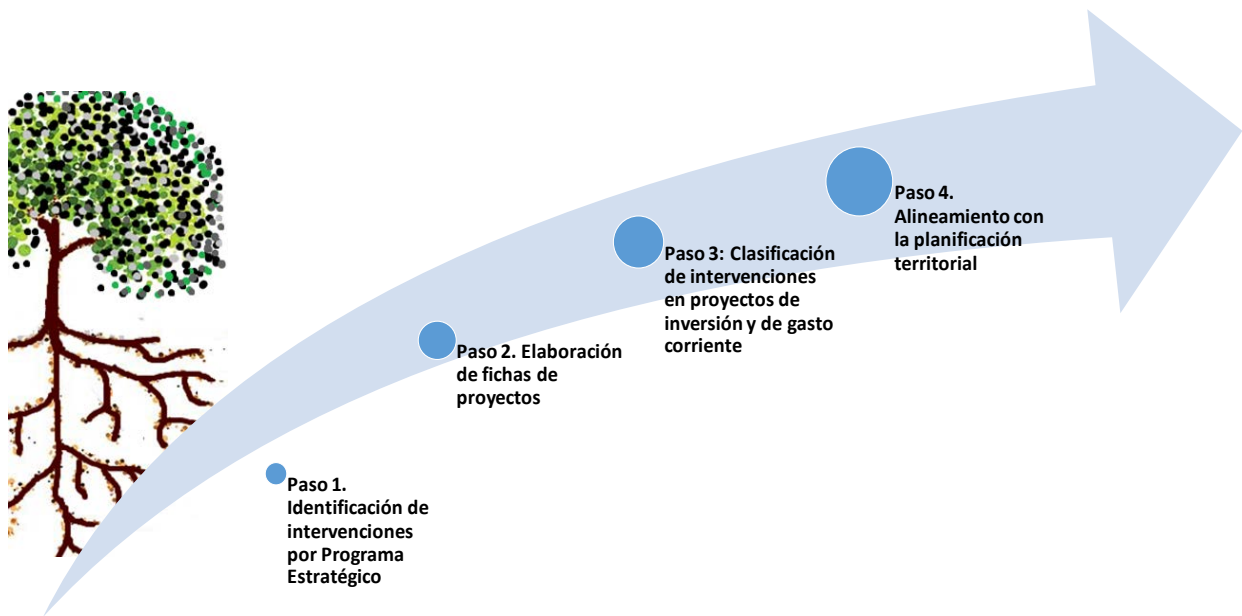 Paso 1.
Identificación de
intervenciones
por Programa
Estratégico
Paso 2. Elaboración
de fichas de
proyectos
Paso 3: Clasificación
de intervenciones
en proyectos de
inversión y de gasto
corriente
Paso 4.
Alineamiento con
la planificación
territorial